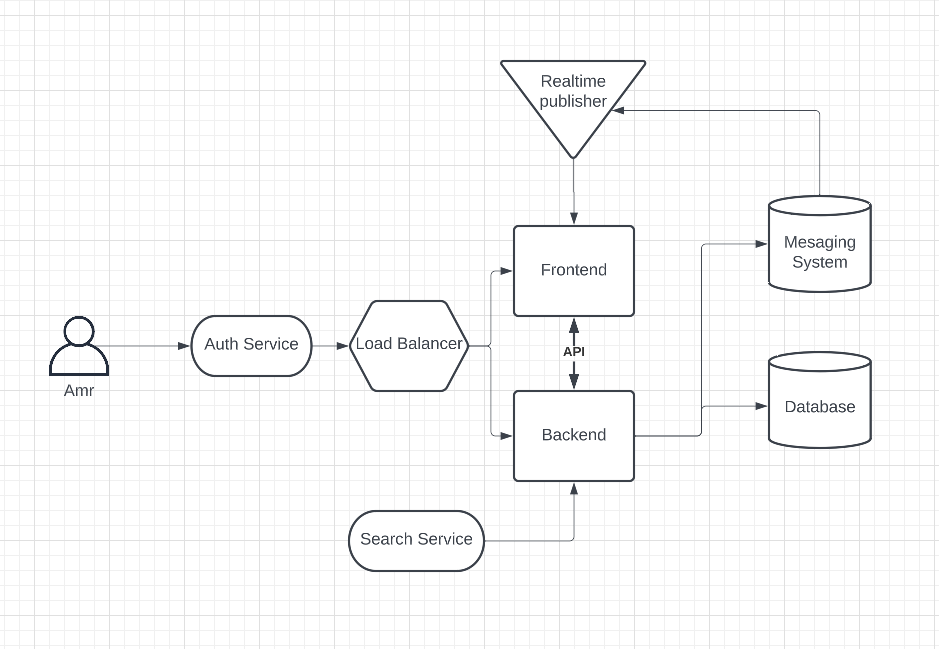 Realtime
publisher
Mesaging
System
Frontend
Auth Service
Load Balancer
API
Amr
Database
Backend
Search Service